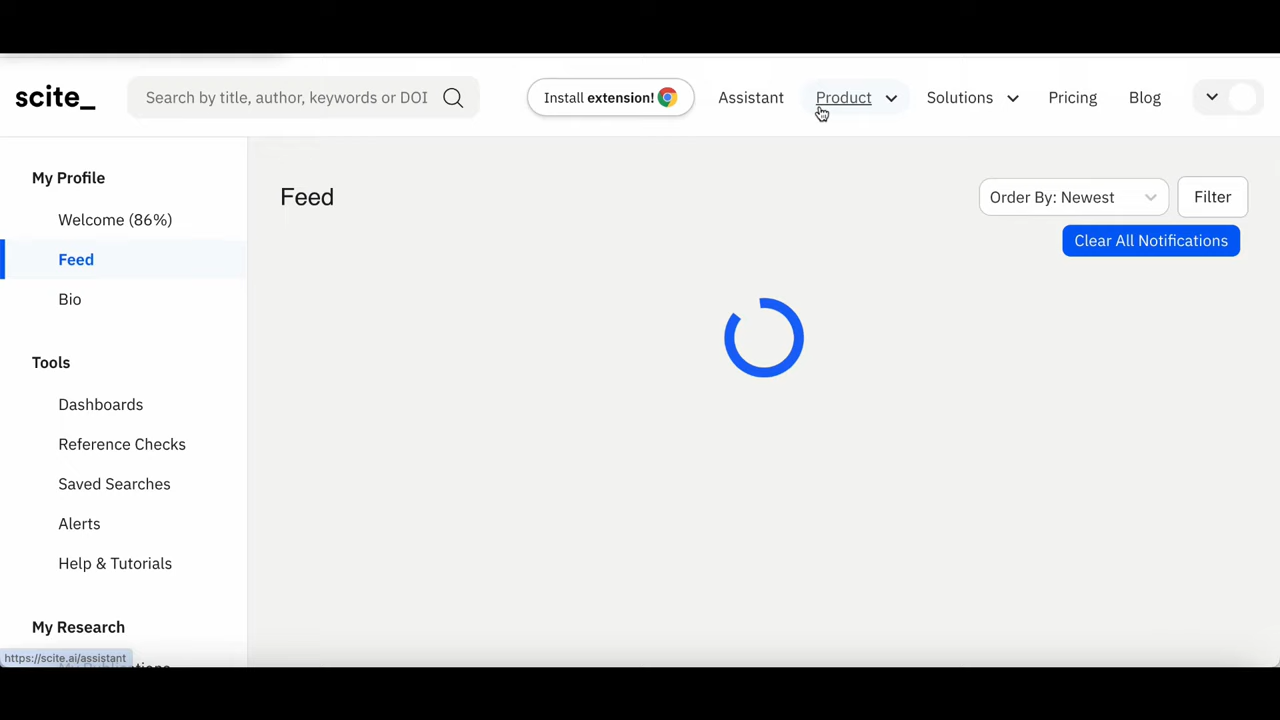 scite_
Search by title, author, keywords or DOI
Install extension!
Assistant
Product
Solutions
Pricing
Blog
My Profile
Welcome (86%)
Feed
Bio
Tools
Dashboards
Reference Checks
Saved Searches
Alerts
Help & Tutorials
My Research
My Publications
https://scite.ai/assistant
Feed
Order By: Newest
Filter
Clear All Notifications